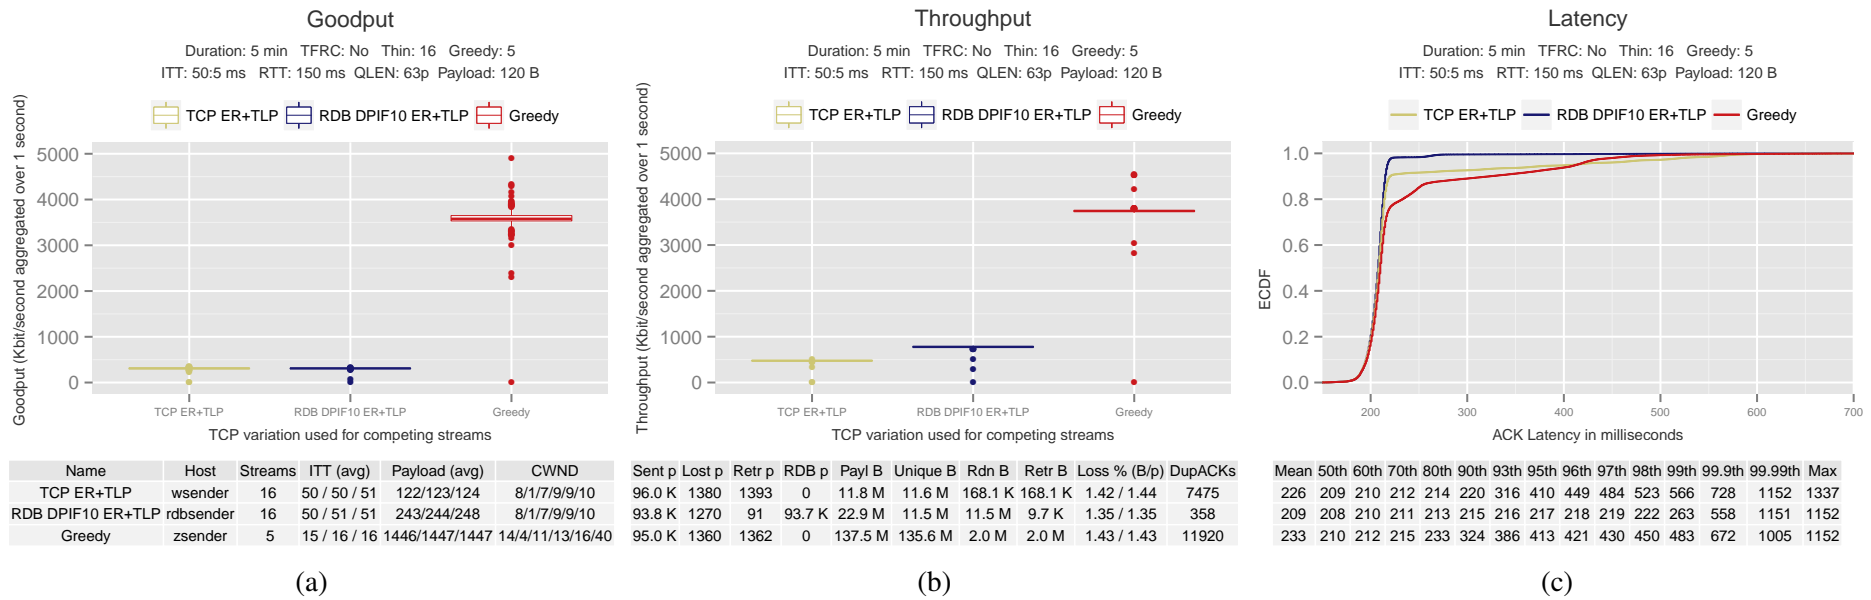 Goodput
Duration: 5 min TFRC: No Thin: 16 Greedy: 5
ITT: 50:5 ms RTT: 150 ms QLEN: 63p Payload: 120 B
TCP ER+TLP RDB DPIF10 ER+TLP Greedy
Goodput (Kbit/second aggregated over 1 second)
5000
4000
3000
2000
1000
0
TCP ER+TLP RDB DPIF10 ER+TLP Greedy
TCP variation used for competing streams
Name Host Streams ITT (avg) Payload (avg) CWND
TCP ER+TLP wsender 16 50 / 50 / 51 122/123/124 8/1/7/9/9/10
RDB DPIF10 ER+TLP rdbsender 16 50 / 51 / 51 243/244/248 8/1/7/9/9/10
Greedy zsender 5 15 / 16 / 16 1446/1447/1447 14/4/11/13/16/40
(a)
Throughput
Duration: 5 min TFRC: No Thin: 16 Greedy: 5
ITT: 50:5 ms RTT: 150 ms QLEN: 63p Payload: 120 B
TCP ER+TLP RDB DPIF10 ER+TLP Greedy
Throughput (Kbit/second aggregated over 1 second)
5000
4000
3000
2000
1000
0
TCP ER+TLP RDB DPIF10 ER+TLP Greedy
TCP variation used for competing streams
Sent p Lost p Retr p RDB p Payl B Unique B Rdn B Retr B Loss % (B/p) DupACKs
96.0 K 1380 1393 0 11.8 M 11.6 M 168.1 K 168.1 K 1.42 / 1.44 7475
93.8 K 1270 91 93.7 K 22.9 M 11.5 M 11.5 M 9.7 K 1.35 / 1.35 358
95.0 K 1360 1362 0 137.5 M 135.6 M 2.0 M 2.0 M 1.43 / 1.43 11920
(b)
Latency
Duration: 5 min TFRC: No Thin: 16 Greedy: 5
ITT: 50:5 ms RTT: 150 ms QLEN: 63p Payload: 120 B
TCP ER+TLP RDB DPIF10 ER+TLP Greedy
ECDF
1.0
0.8
0.6
0.4
0.2
0.0
200 300 400 500 600 700
ACK Latency in milliseconds
Mean 50th 60th 70th 80th 90th 93th 95th 96th 97th 98th 99th 99.9th 99.99th Max
226 209 210 212 214 220 316 410 449 484 523 566 728 1152 1337
209 208 210 211 213 215 216 217 218 219 222 263 558 1151 1152
233 210 212 215 233 324 386 413 421 430 450 483 672 1005 1152
(c)